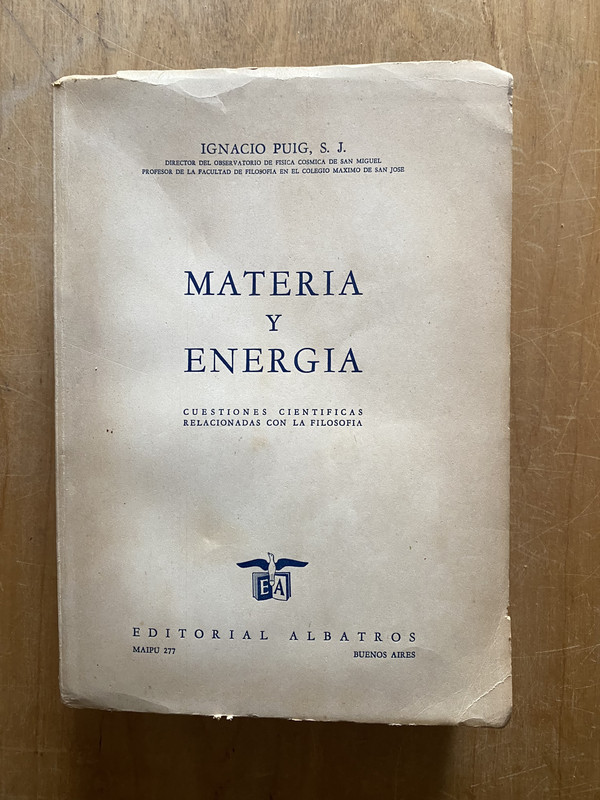 IGNACIO PUIG, S. J.
DIRECTOR DEL OBSERVATORIO DE FISICA COSMICA DE SAN MIGUEL
PROFESOR DE LA FACULTAD DE FILOSOFIA EN EL COLEGIO MAXIMO DE SAN JOSE
MATERIA
Y
ENERGIA
CUESTIONES CIENTIFICAS
RELACIONADAS CON LA FILOSOFIA
E A
EDITORIAL ALBATROS
MAIPU 277 BUENOS AIRES